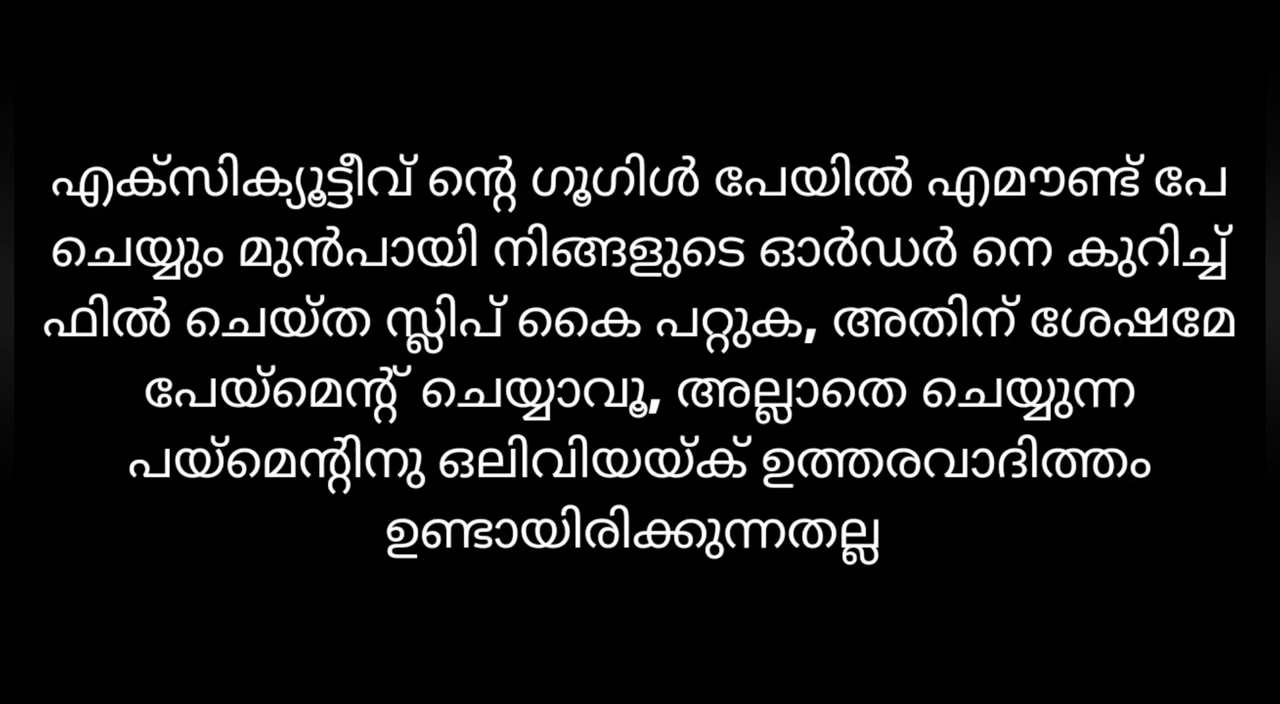 എക്സിക്യൂട്ടീവ് ന്റെ ഗൂഗിൾ പേയിൽ എമൗണ്ട് പേ
ചെയ്യും മുൻപായി നിങ്ങളുടെ ഓർഡർ നെ കുറിച്ച്
ഫിൽ ചെയ്ത സ്ലിപ് കൈ പറ്റുക, അതിന് ശേഷമേ
പേയ്മെന്റ് ചെയ്യാവൂ, അല്ലാതെ ചെയ്യുന്ന
പയ്മെന്റിനു ഒലിവിയയ്ക് ഉത്തരവാദിത്തം
ഉണ്ടായിരിക്കുന്നതല്ല